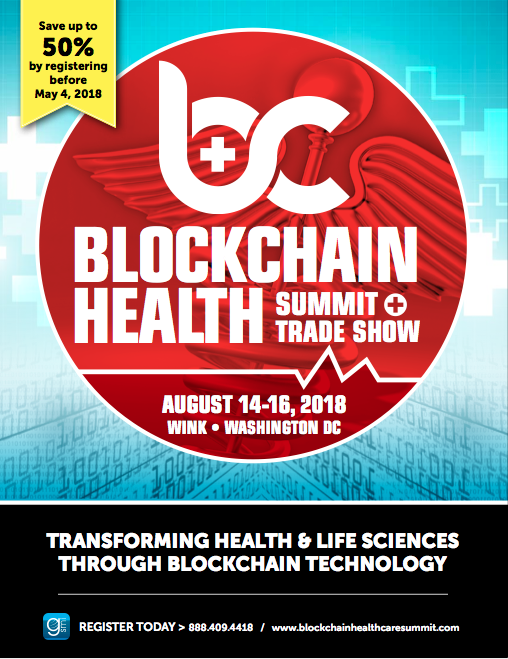 Save up to
50%
by registering
before
May 4, 2018
bc
BLOCKCHAIN
HEALTH
SUMMIT +
TRADE SHOW
AUGUST 14-16, 2018
WINK • WASHINGTON DC
TRANSFORMING HEALTH & LIFE SCIENCES
THROUGH BLOCKCHAIN TECHNOLOGY
gsmi REGISTER TODAY > 888.409.4418 / www.blockchainhealthcaresummit.com